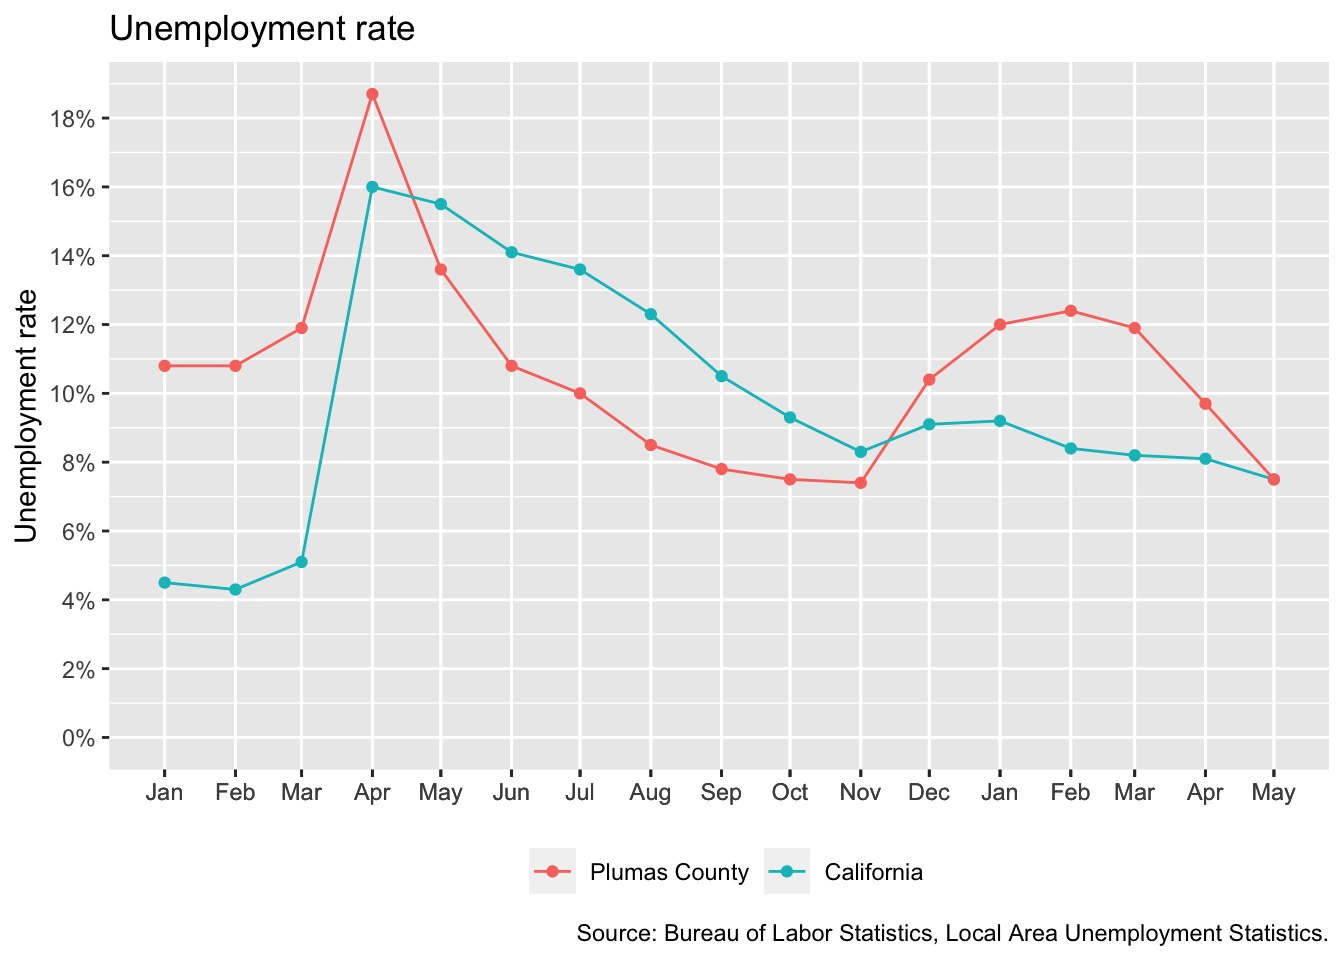 Unemployment rate
Unemployment rate
18%
16%
14%
12%
10%
8%
6%
4%
2%
0%
Jan Feb Mar Apr May Jun Jul Aug Sep Oct Nov Dec Jan Feb Mar Apr May
Plumas County California
Source: Bureau of Labor Statistics, Local Area Unemployment Statistics.